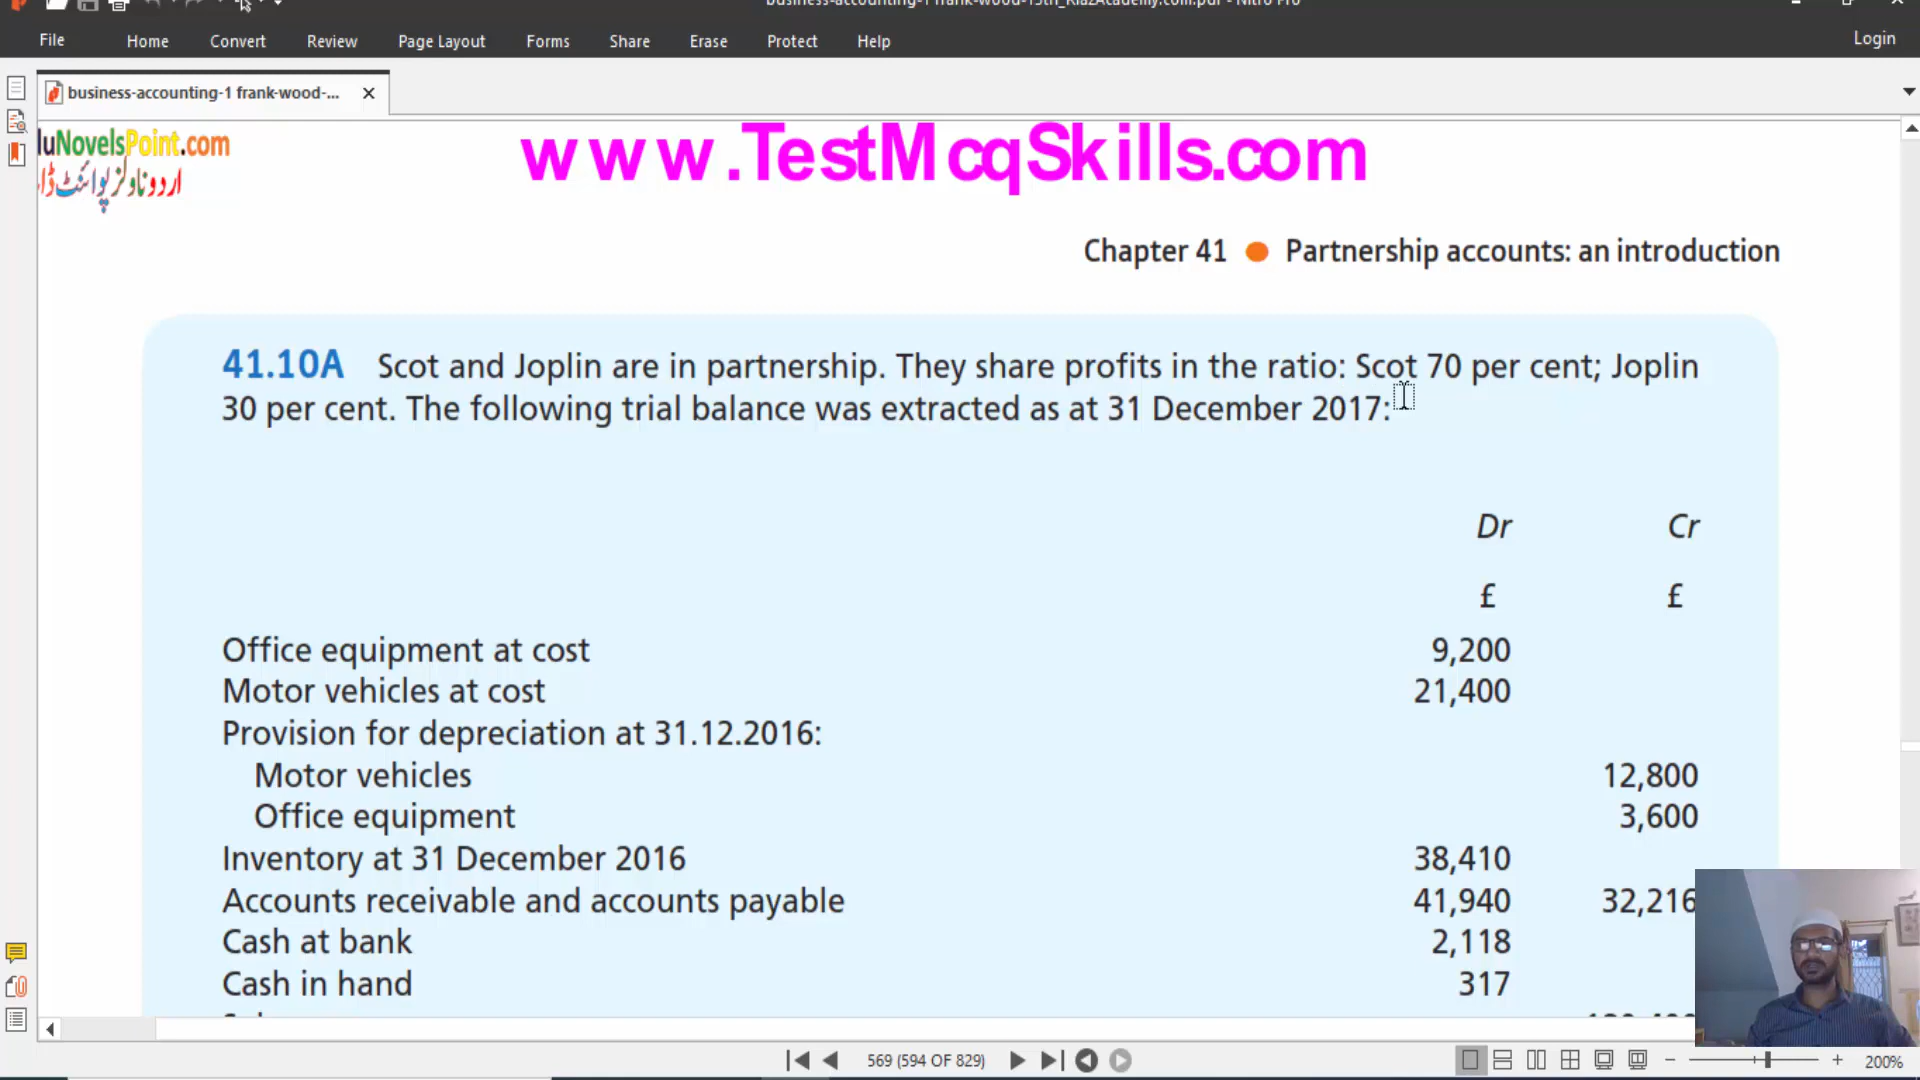 File
Home
Convert
Review
Page Layout
Forms
Share
Erase
Protect
Help
Login
business-accounting-1 frank-wood-...
luNovelsPoint.com
اردوناولزپوائنٹ ڈا
www.TestMcqSkills.com
Chapter 41 ● Partnership accounts: an introduction
41.10A Scot and Joplin are in partnership. They share profits in the ratio: Scot 70 per cent; Joplin
30 per cent. The following trial balance was extracted as at 31 December 2017:
Dr Cr
£ £
Office equipment at cost 9,200
Motor vehicles at cost 21,400
Provision for depreciation at 31.12.2016:
Motor vehicles 12,800
Office equipment 3,600
Inventory at 31 December 2016 38,410
Accounts receivable and accounts payable 41,940 32,216
Cash at bank 2,118
Cash in hand 317
569 (594 OF 829)
200%